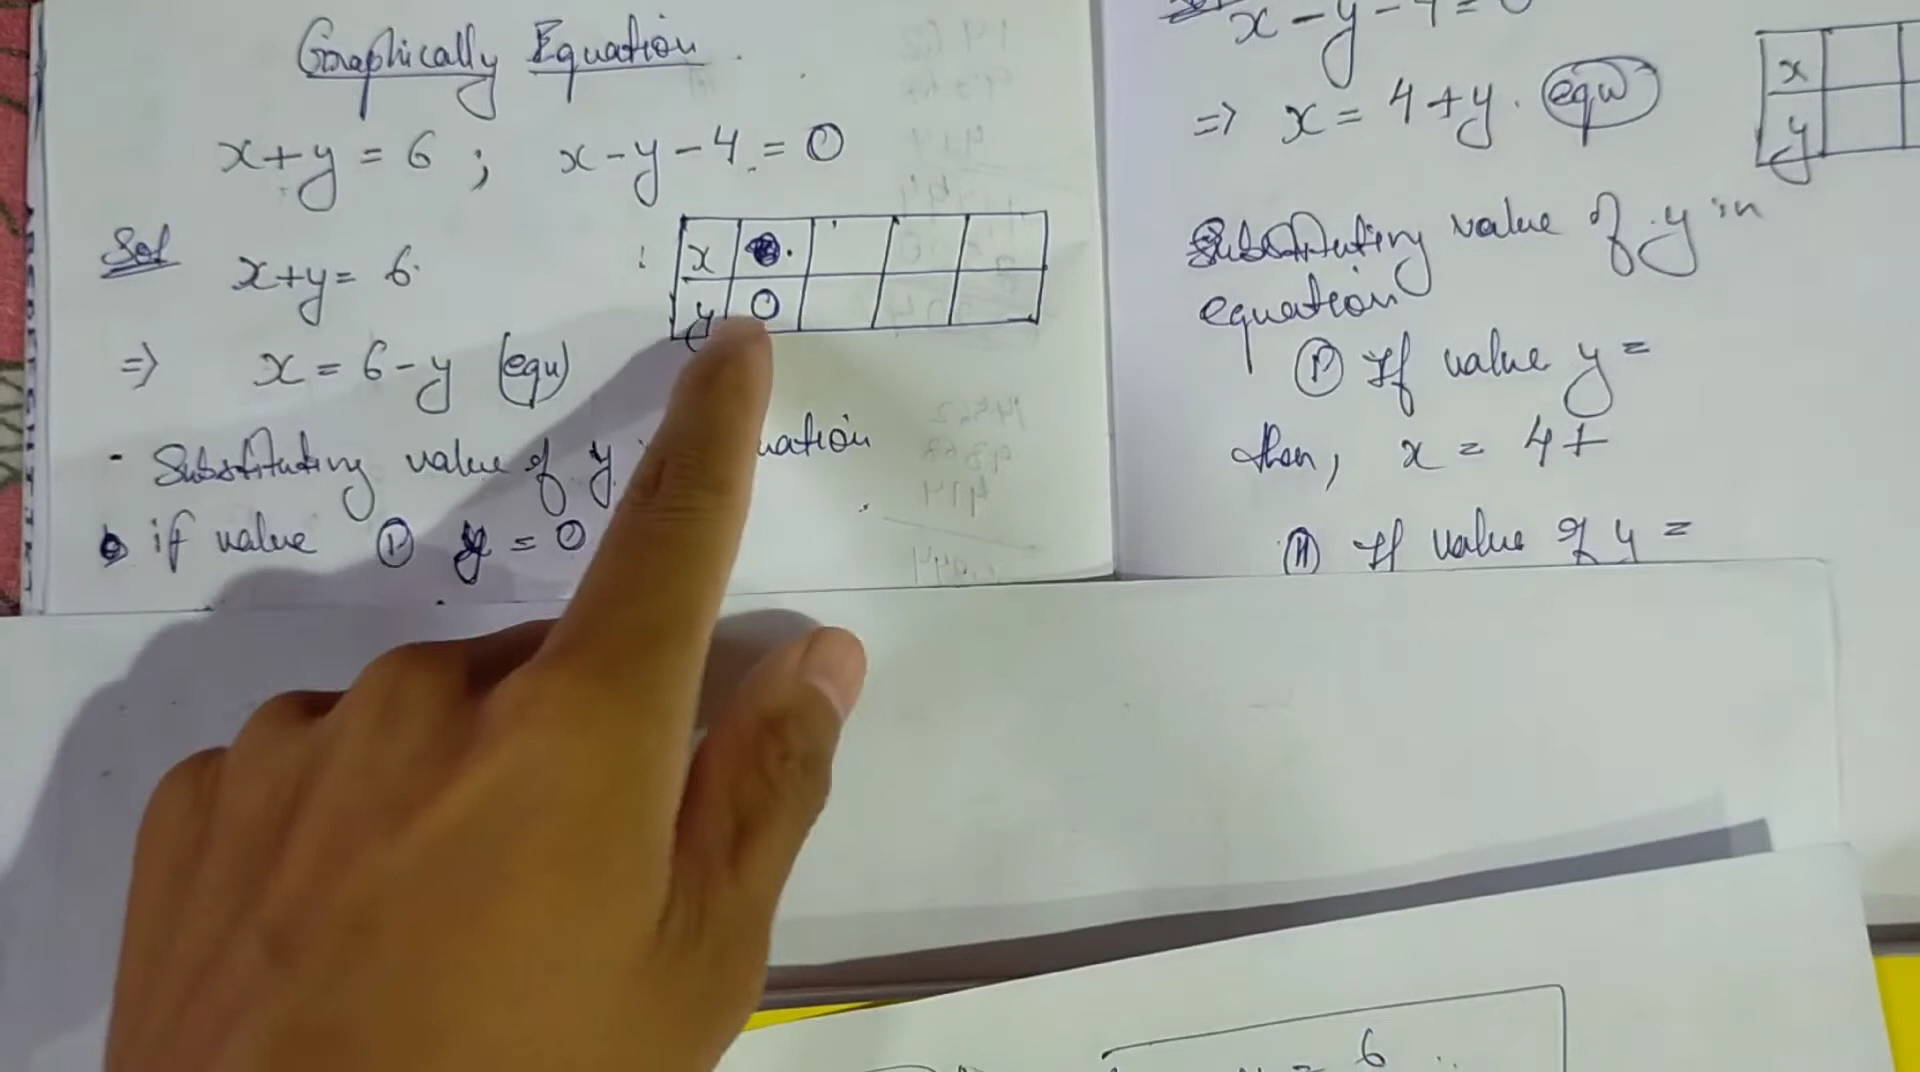 Graphically Equation
x+y = 6 ; x-y-4 = 0
Sol x+y= 6
x
y 0
=> x = 6-y (equ)
- Substituting value of y uation
if value (I) y = 0
x-y-4=0
=> x = 4+y. equ
x
y
Substituting value of y in
equation
(I) If value y =
then, x = 4+
(II) If value of y =
= 6